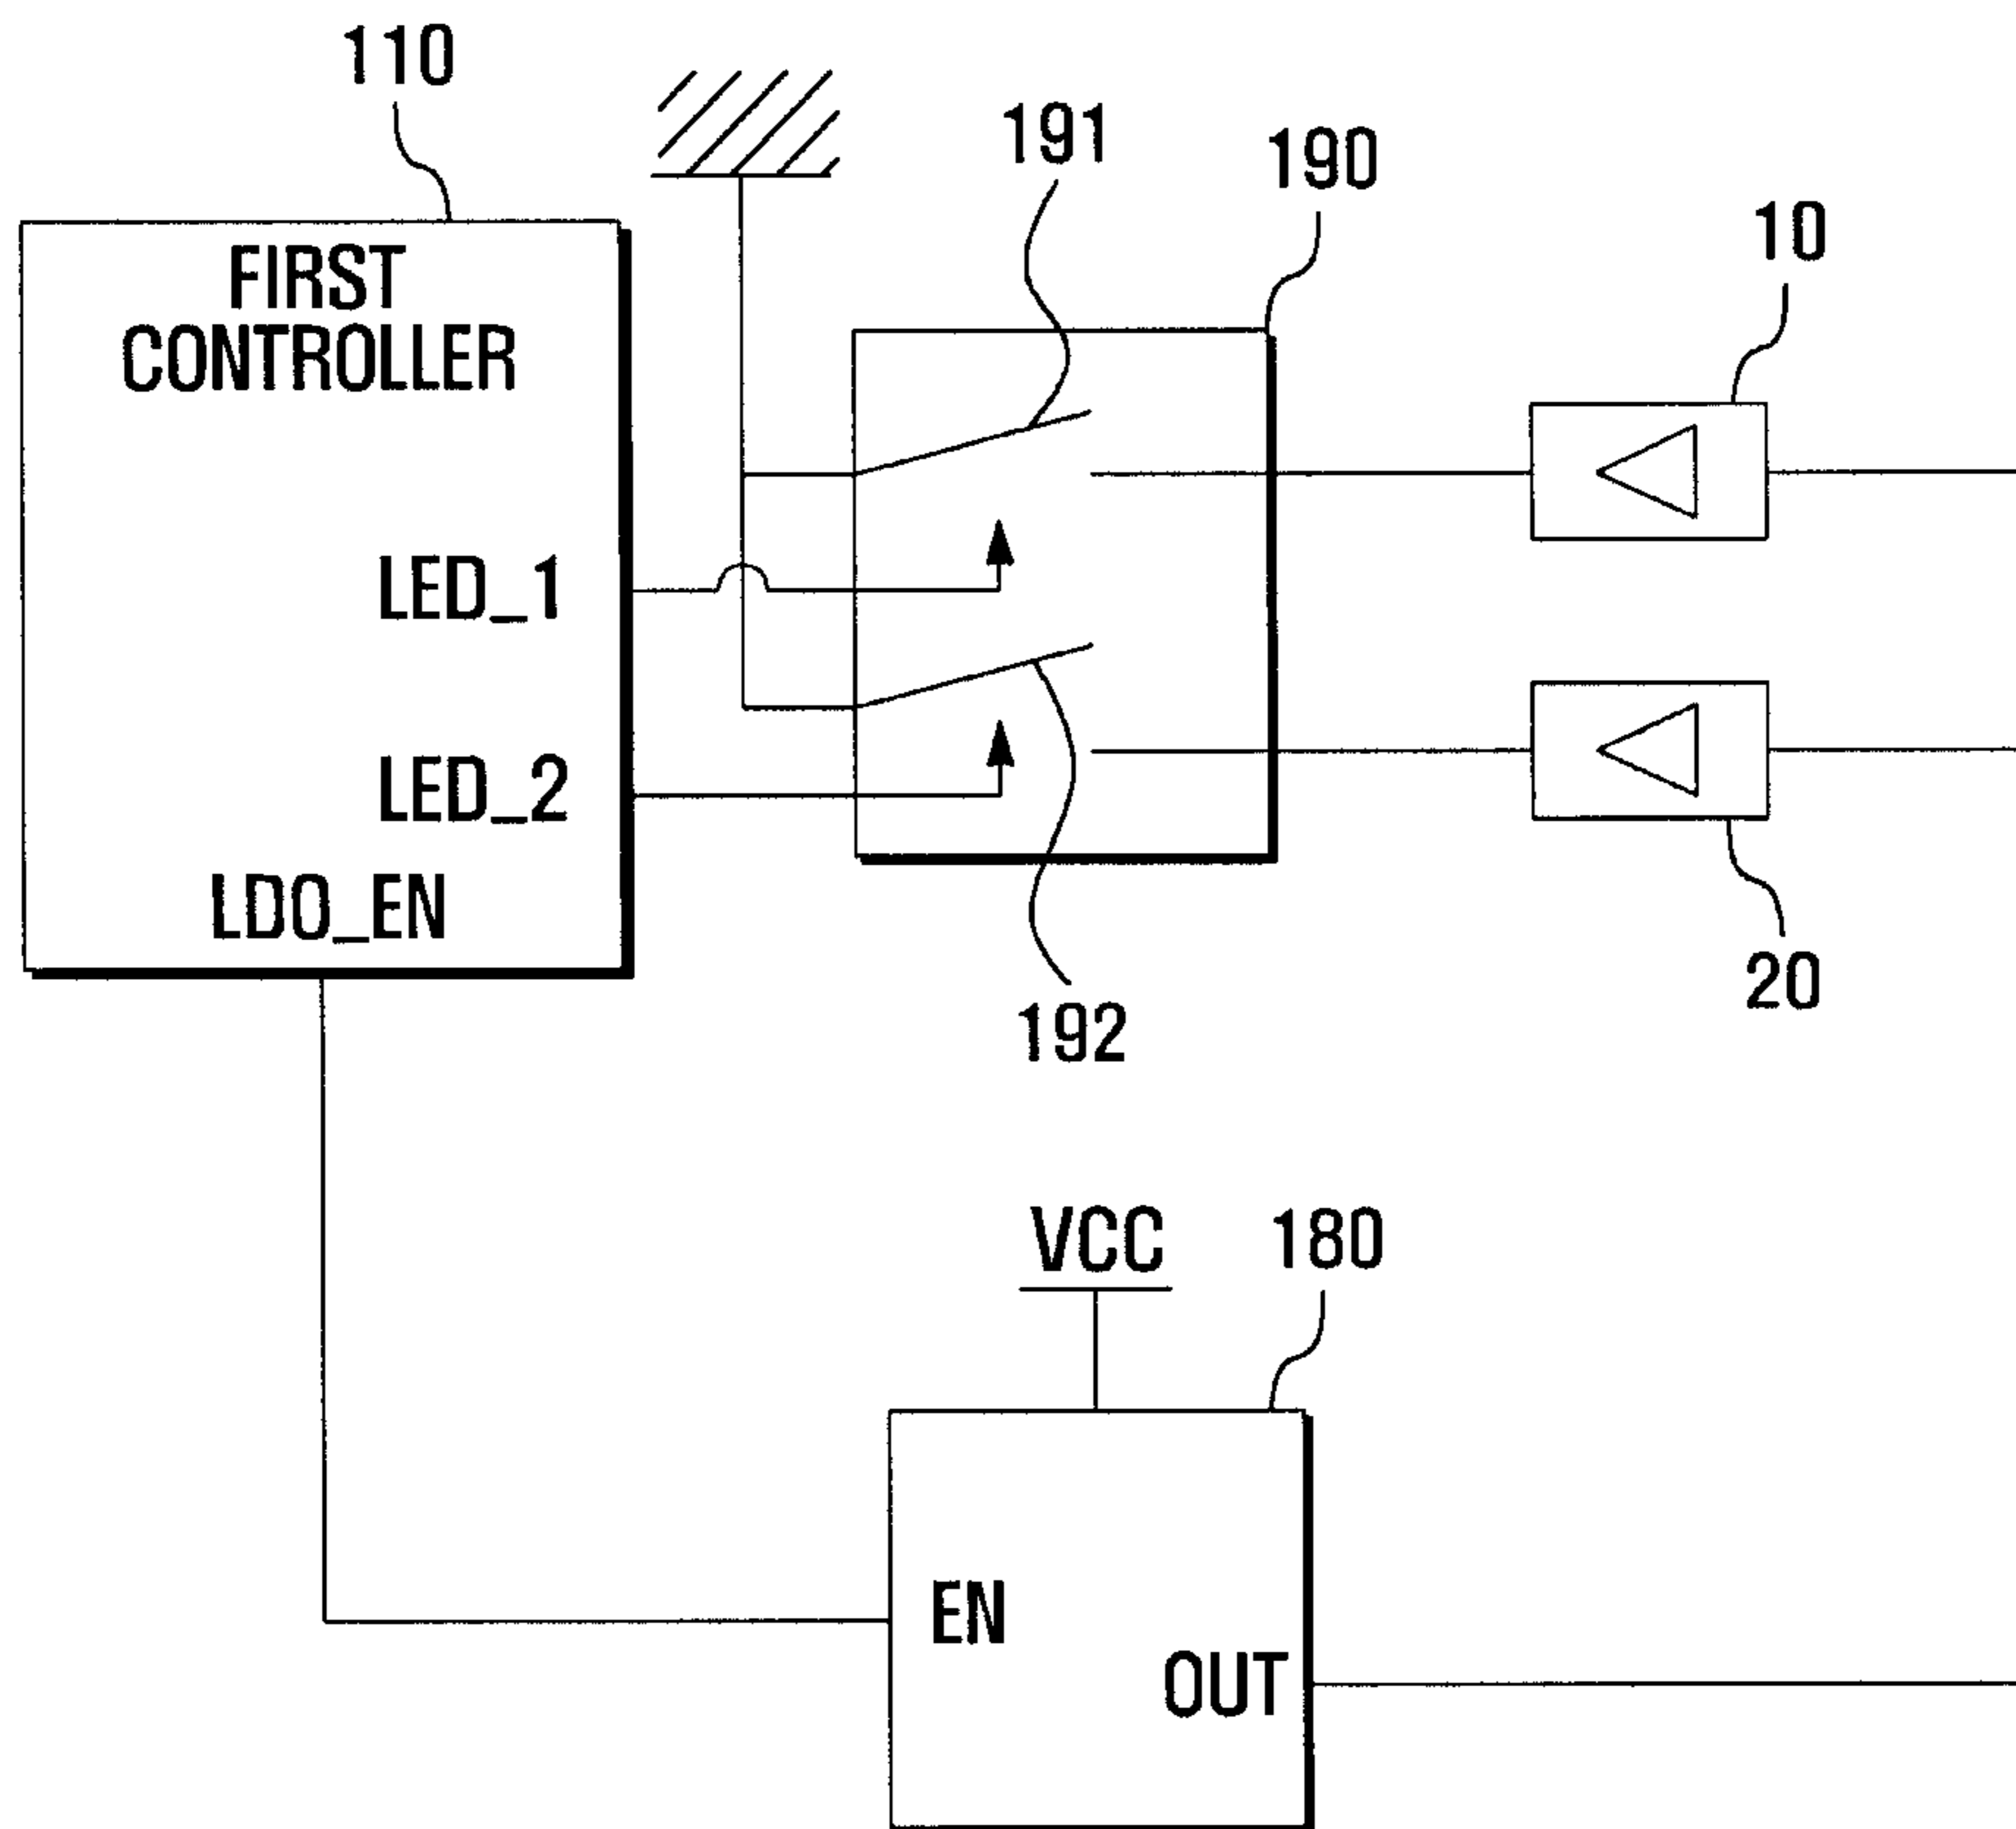 110
191
190
10
FIRST
CONTROLLER
LED_1
LED_2
LDO_EN
20
192
VCC
180
EN
OUT